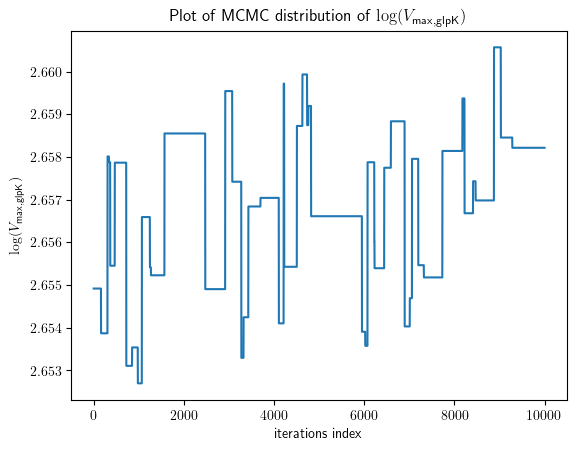 Plot of MCMC distribution of log(V_max,glpK)
log(V_max,glpK)
2.660
2.659
2.658
2.657
2.656
2.655
2.654
2.653
0 2000 4000 6000 8000 10000
iterations index